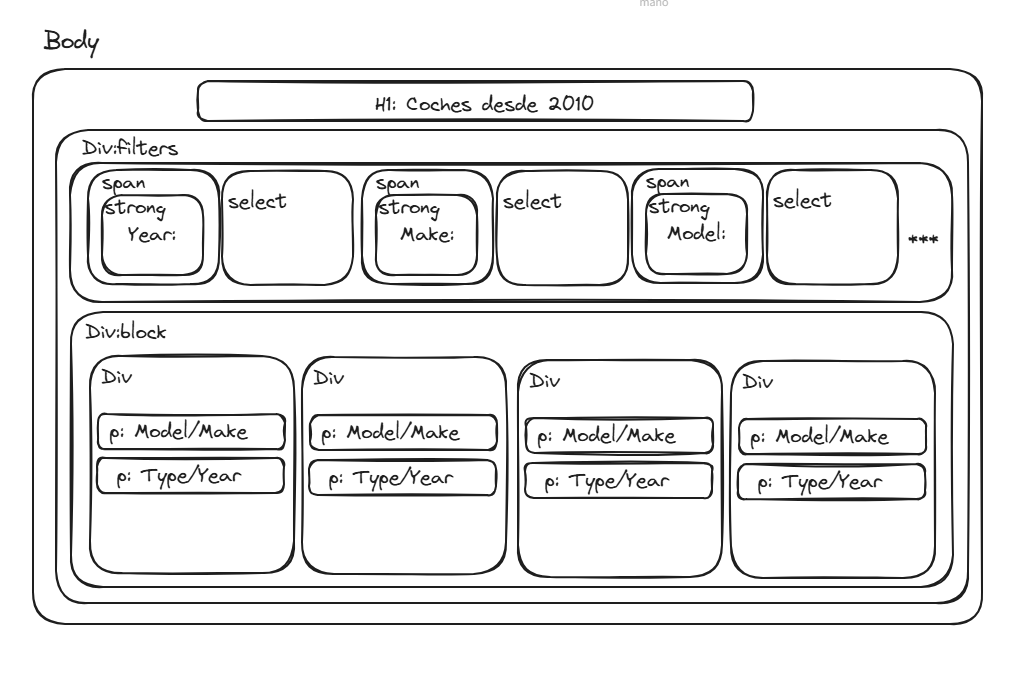 mano
Body
H1: Coches desde 2010
Div:filters
span
strong
Year:
select
span
strong
Make:
select
span
strong
Model:
select
***
Div:block
Div
p: Model/Make
p: Type/Year
Div
p: Model/Make
p: Type/Year
Div
p: Model/Make
p: Type/Year
Div
p: Model/Make
p: Type/Year